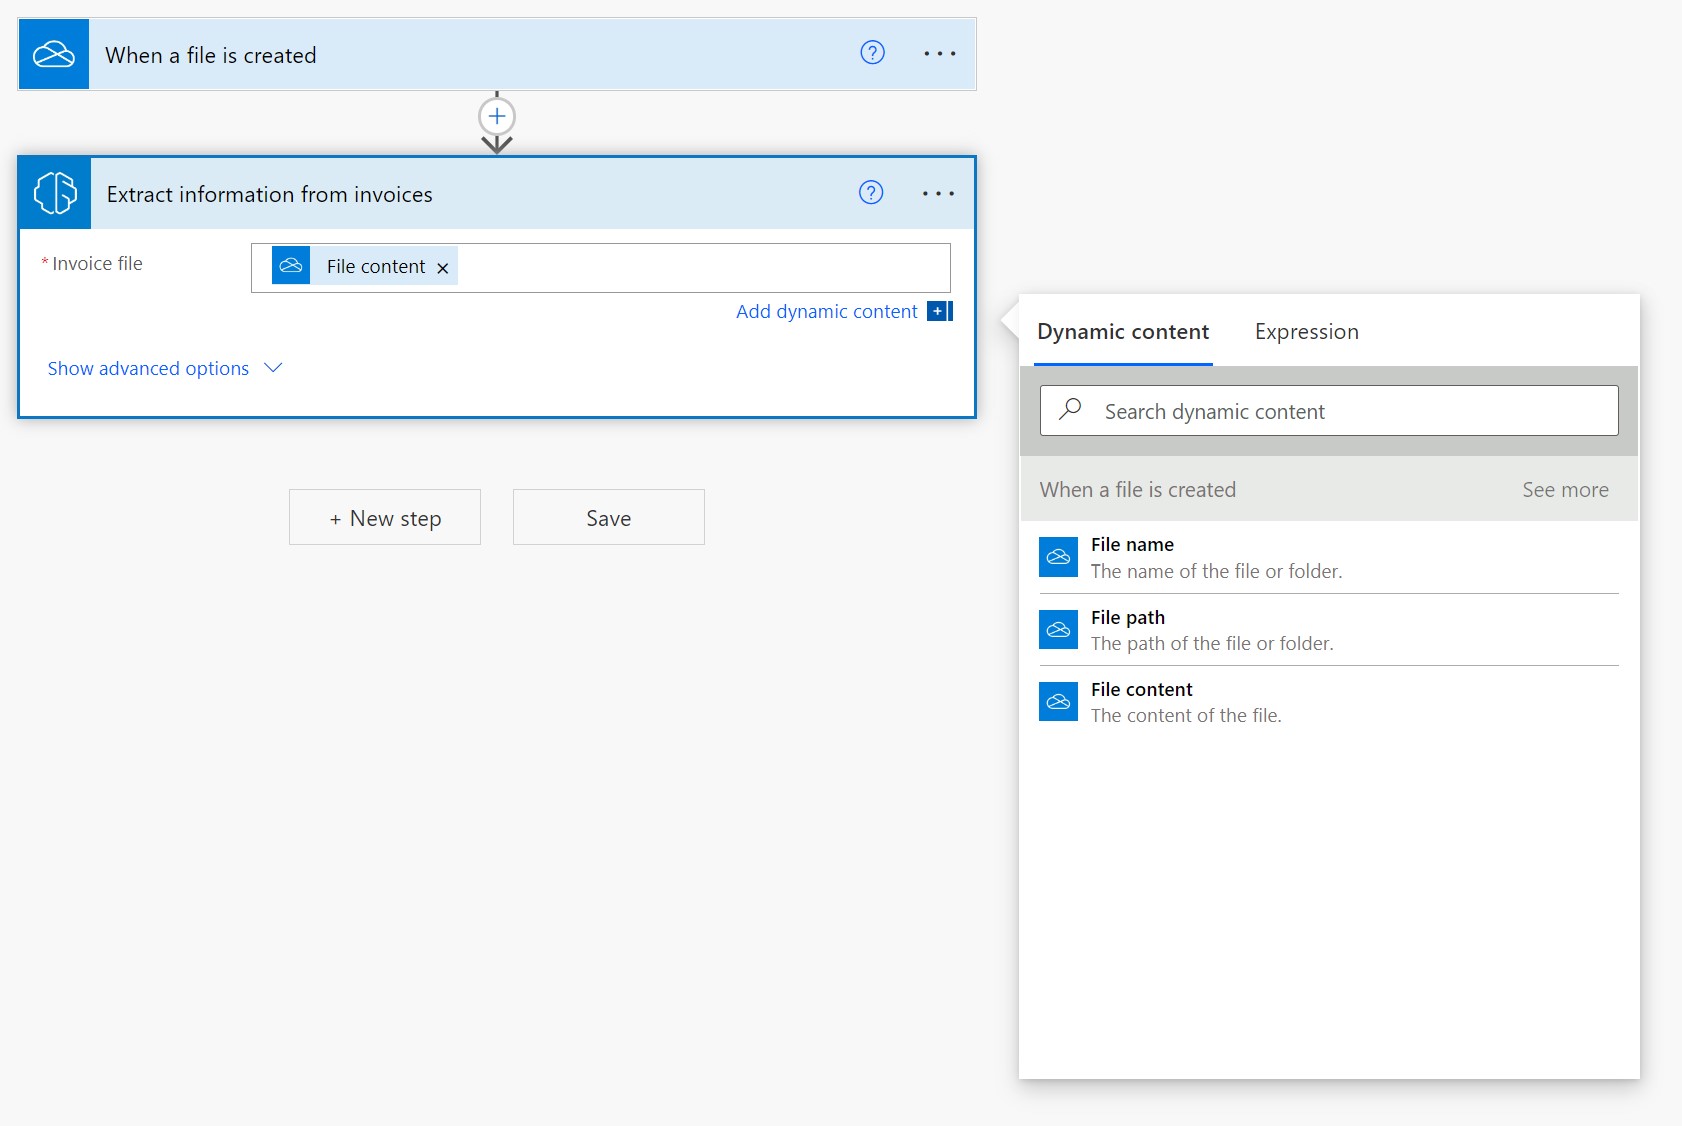 When a file is created
Extract information from invoices
* Invoice file
File content ×
Add dynamic content
Show advanced options
+ New step
Save
Dynamic content
Expression
Search dynamic content
When a file is created
See more
File name
The name of the file or folder.
File path
The path of the file or folder.
File content
The content of the file.